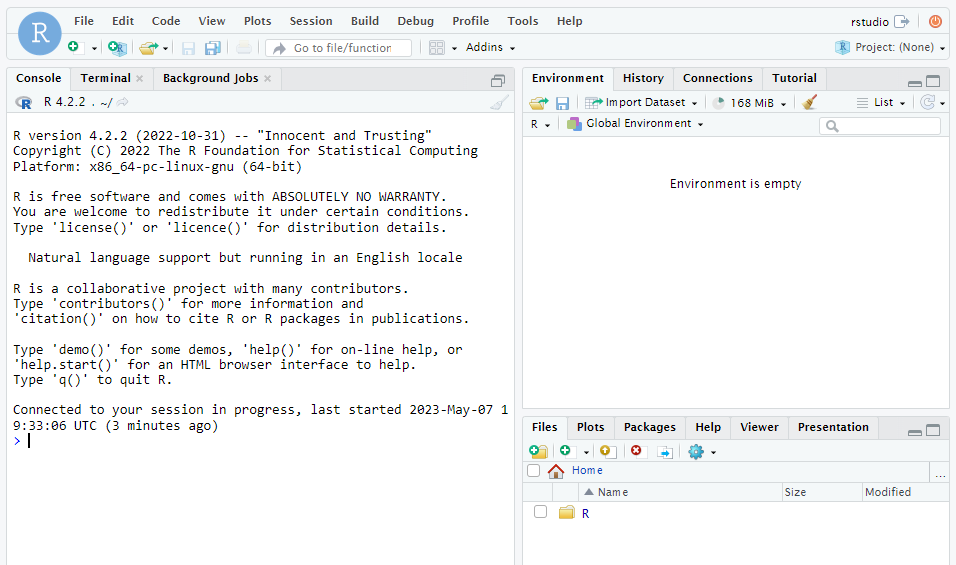 R
File Edit Code View Plots Session Build Debug Profile Tools Help
rstudio
Go to file/function
Addins
Project: (None)
Console Terminal Background Jobs
R 4.2.2 . ~/
R version 4.2.2 (2022-10-31) -- "Innocent and Trusting"
Copyright (C) 2022 The R Foundation for Statistical Computing
Platform: x86_64-pc-linux-gnu (64-bit)
R is free software and comes with ABSOLUTELY NO WARRANTY.
You are welcome to redistribute it under certain conditions.
Type 'license()' or 'licence()' for distribution details.
Natural language support but running in an English locale
R is a collaborative project with many contributors.
Type 'contributors()' for more information and
'citation()' on how to cite R or R packages in publications.
Type 'demo()' for some demos, 'help()' for on-line help, or
'help.start()' for an HTML browser interface to help.
Type 'q()' to quit R.
Connected to your session in progress, last started 2023-May-07 1
9:33:06 UTC (3 minutes ago)
>
Environment History Connections Tutorial
Import Dataset 168 MiB List
R Global Environment
Environment is empty
Files Plots Packages Help Viewer Presentation
Home ...
Name Size Modified
R